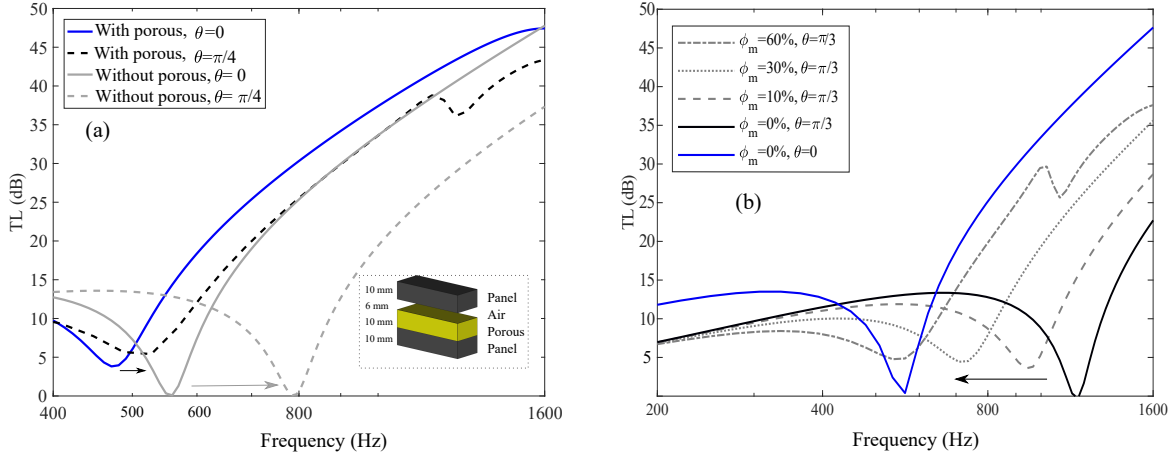 50
45
40
35
30
25
20
15
10
5
0
TL (dB)
With porous, θ=0
With porous, θ=π/4
Without porous, θ= 0
Without porous, θ= π/4
(a)
10 mm Panel
6 mm Air
10 mm Porous
10 mm Panel
400 500 600 800 1600
Frequency (Hz)
50
45
40
35
30
25
20
15
10
5
0
TL (dB)
ϕm=60%, θ=π/3
ϕm=30%, θ=π/3
ϕm=10%, θ=π/3
ϕm=0%, θ=π/3
ϕm=0%, θ=0
(b)
200 400 800 1600
Frequency (Hz)